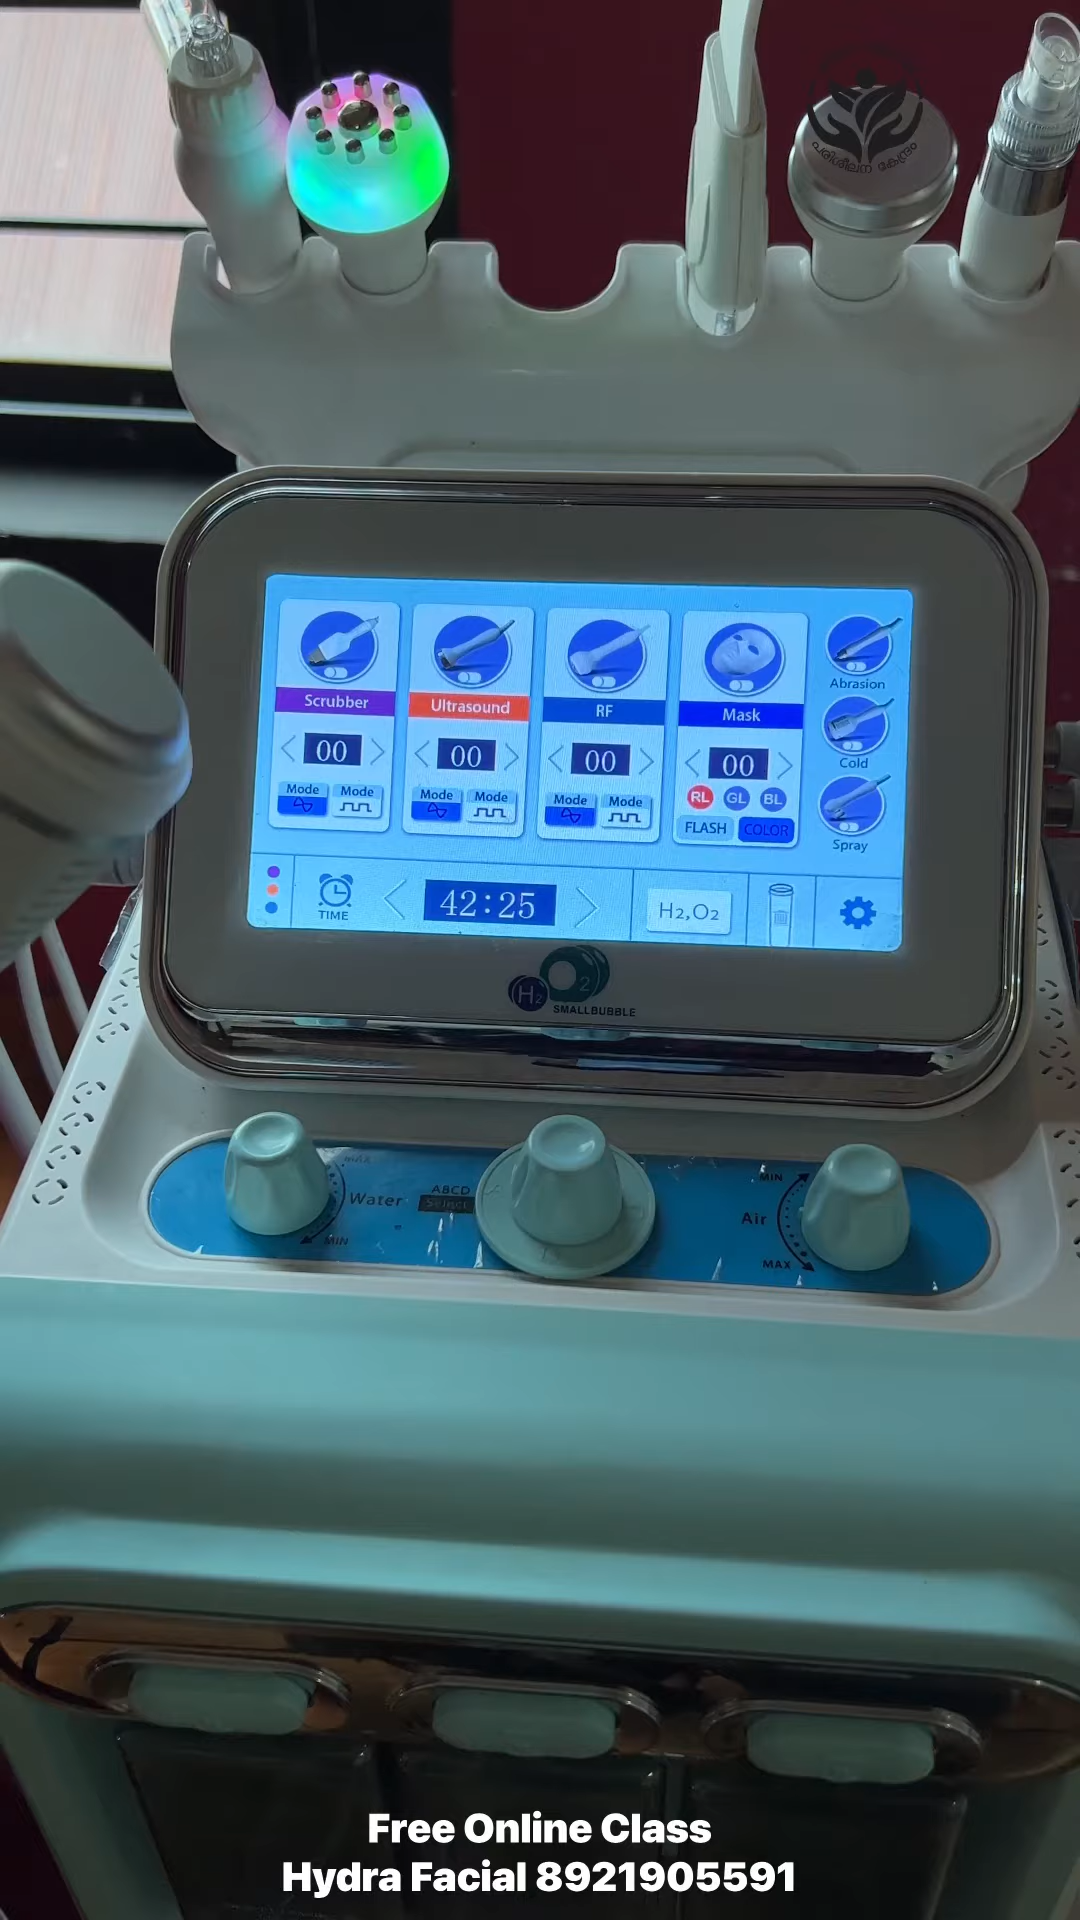 പരിശീലന കേന്ദ്രം
Scrubber
Ultrasound
RF
Mask
Abrasion
00
00
00
00
Cold
RL GL BL
Mode Mode
Mode Mode
Mode Mode
FLASH COLOR
Spray
TIME
42:25
H2,O2
H2 O2
SMALLBUBBLE
MAX
Water
MIN
ABCD
Select
MIN
Air
MAX
Free Online Class
Hydra Facial 8921905591